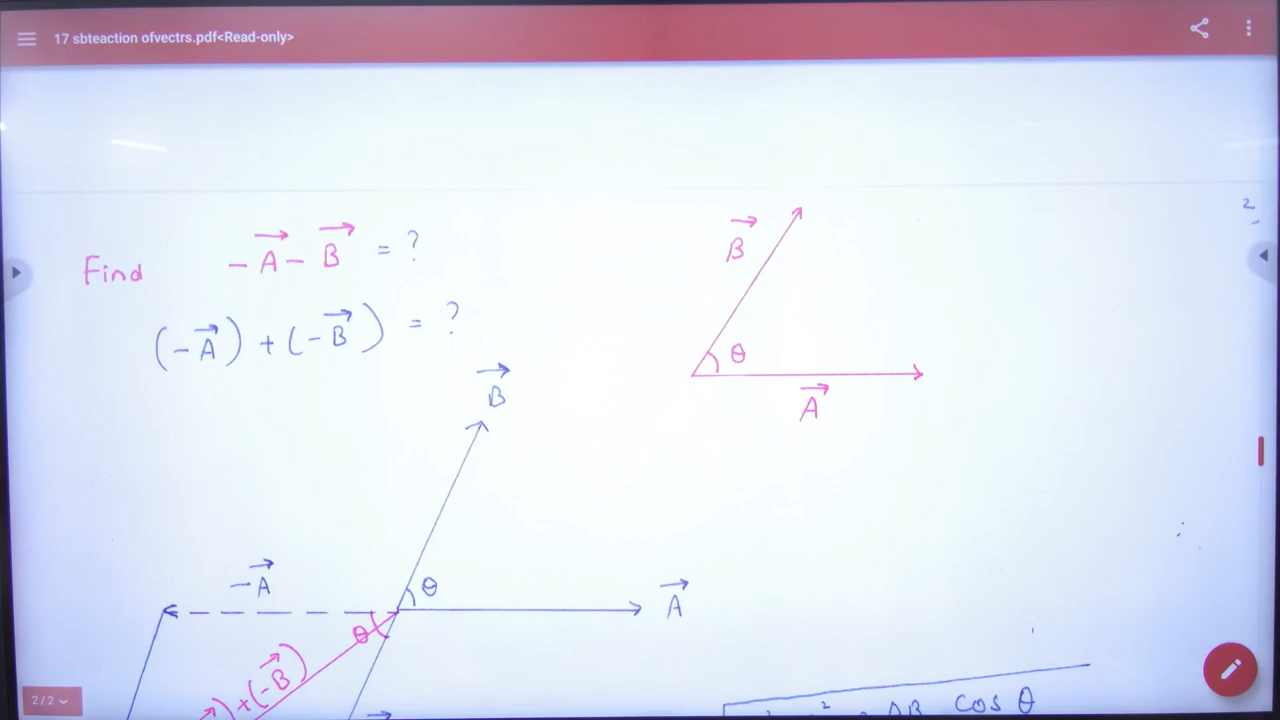 17 sbteaction ofvectrs.pdf<Read-only>
2
Find -A⃗ - B⃗ = ?
(-A⃗) + (-B⃗) = ?
B⃗
θ
A⃗
B⃗
-A⃗
θ
A⃗
θ
) + (-B⃗)
2/2
AB cos θ